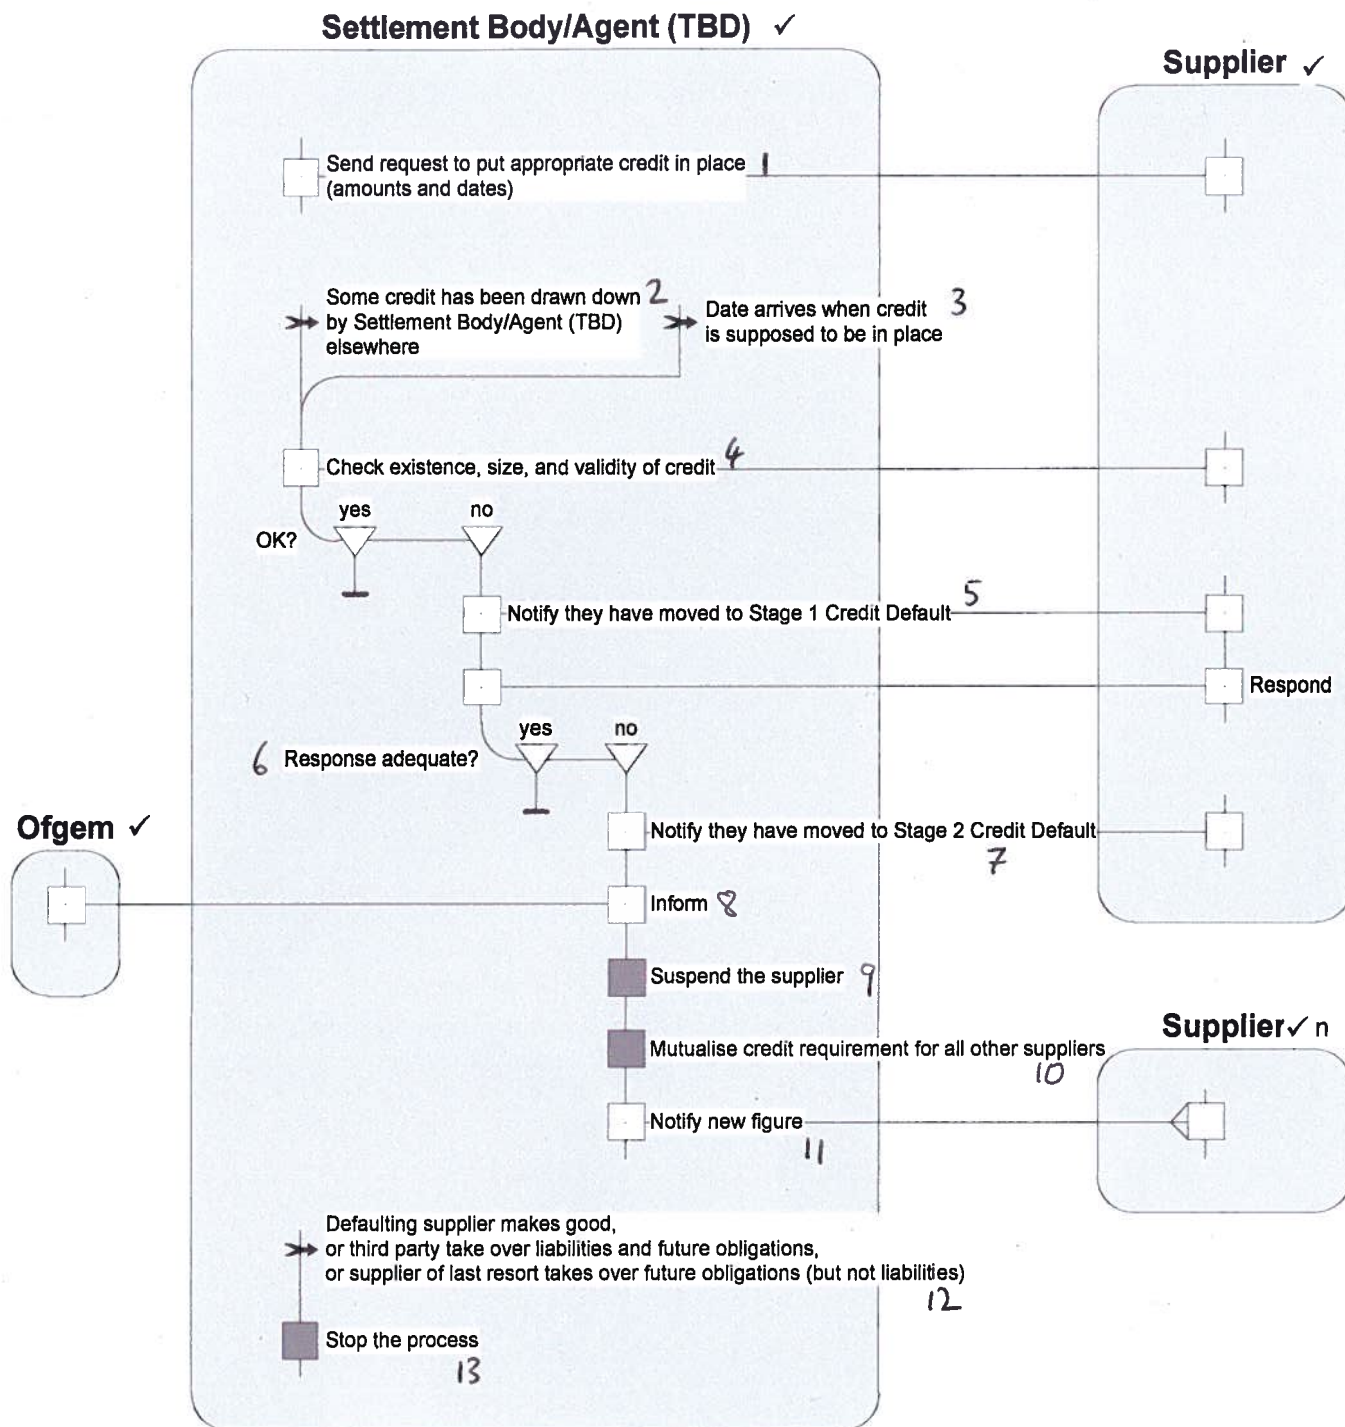 Settlement Body/Agent (TBD) ✓
Supplier ✓
Send request to put appropriate credit in place 1
(amounts and dates)
Some credit has been drawn down 2
by Settlement Body/Agent (TBD)
elsewhere
Date arrives when credit 3
is supposed to be in place
Check existence, size, and validity of credit 4
yes no
OK?
Notify they have moved to Stage 1 Credit Default 5
Respond
yes no
6 Response adequate?
Ofgem ✓
Notify they have moved to Stage 2 Credit Default
7
Inform 8
Suspend the supplier 9
Supplier ✓ n
Mutualise credit requirement for all other suppliers
10
Notify new figure
11
Defaulting supplier makes good,
or third party take over liabilities and future obligations,
or supplier of last resort takes over future obligations (but not liabilities)
12
Stop the process
13